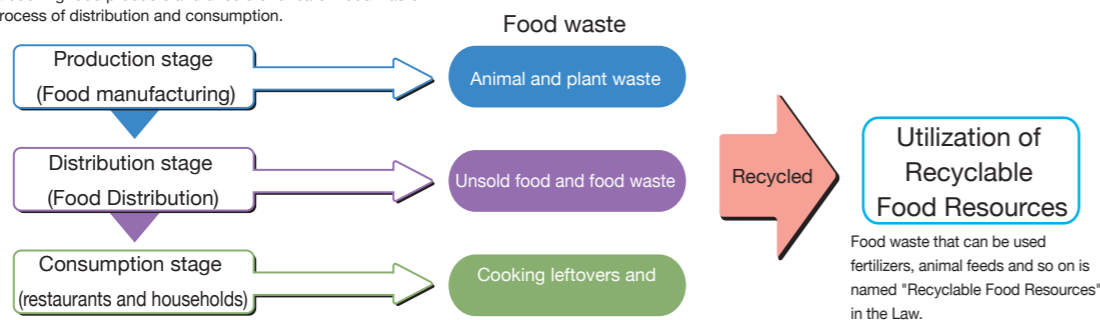 rocess of distribution and consumption.
Food waste
Production stage
(Food manufacturing)
Animal and plant waste
Distribution stage
(Food Distribution)
Unsold food and food waste
Consumption stage
(restaurants and households)
Cooking leftovers and
Recycled
Utilization of
Recyclable
Food Resources
Food waste that can be used
fertilizers, animal feeds and so on is
named "Recyclable Food Resources"
in the Law.